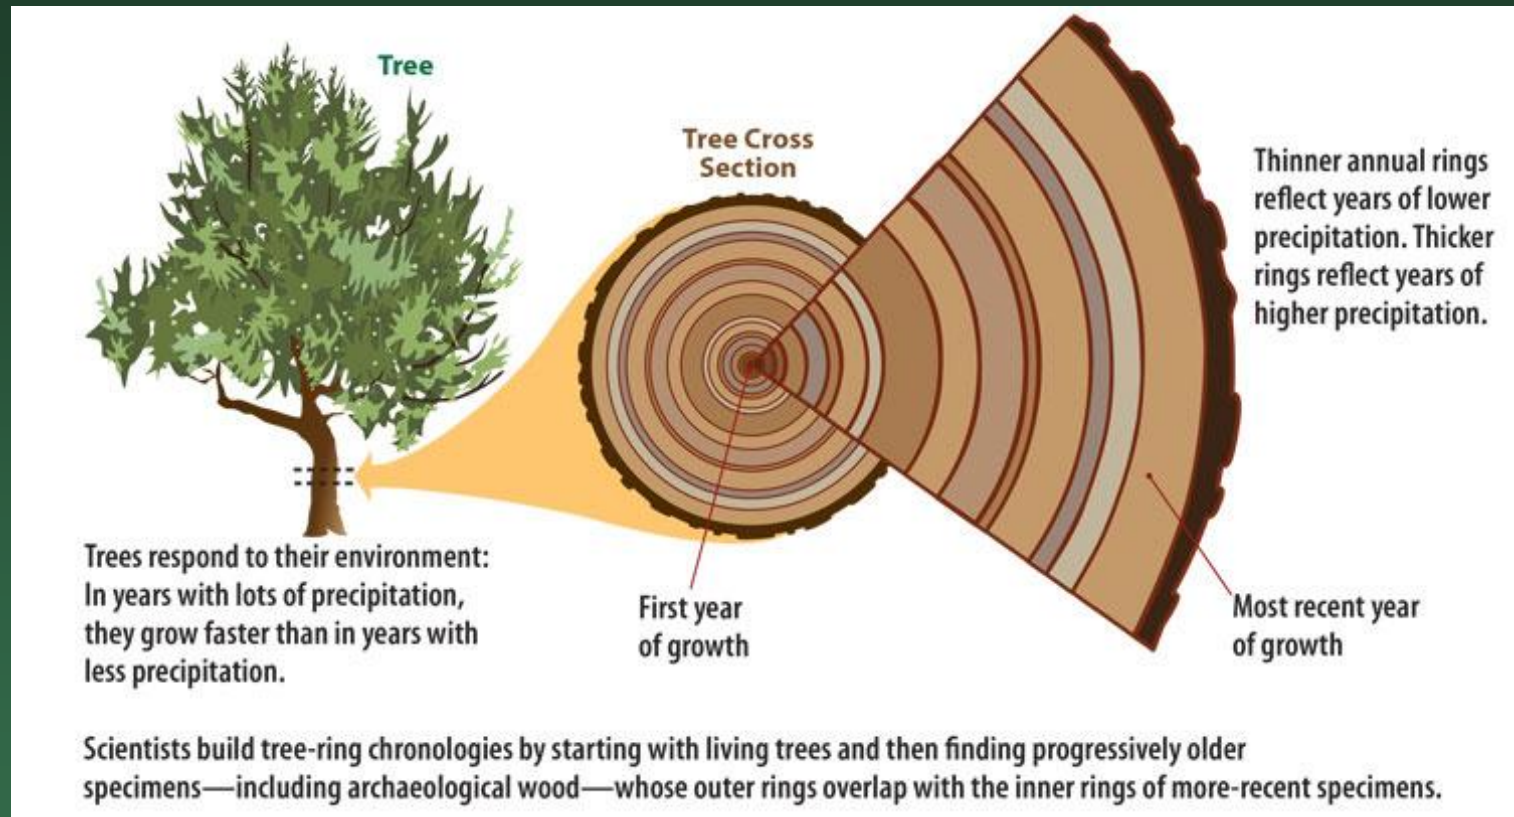 Tree
Tree Cross
Section
Thinner annual rings
reflect years of lower
precipitation. Thicker
rings reflect years of
higher precipitation.
Trees respond to their environment:
In years with lots of precipitation,
they grow faster than in years with
less precipitation.
First year
of growth
Most recent year
of growth
Scientists build tree-ring chronologies by starting with living trees and then finding progressively older
specimens—including archaeological wood—whose outer rings overlap with the inner rings of more-recent specimens.